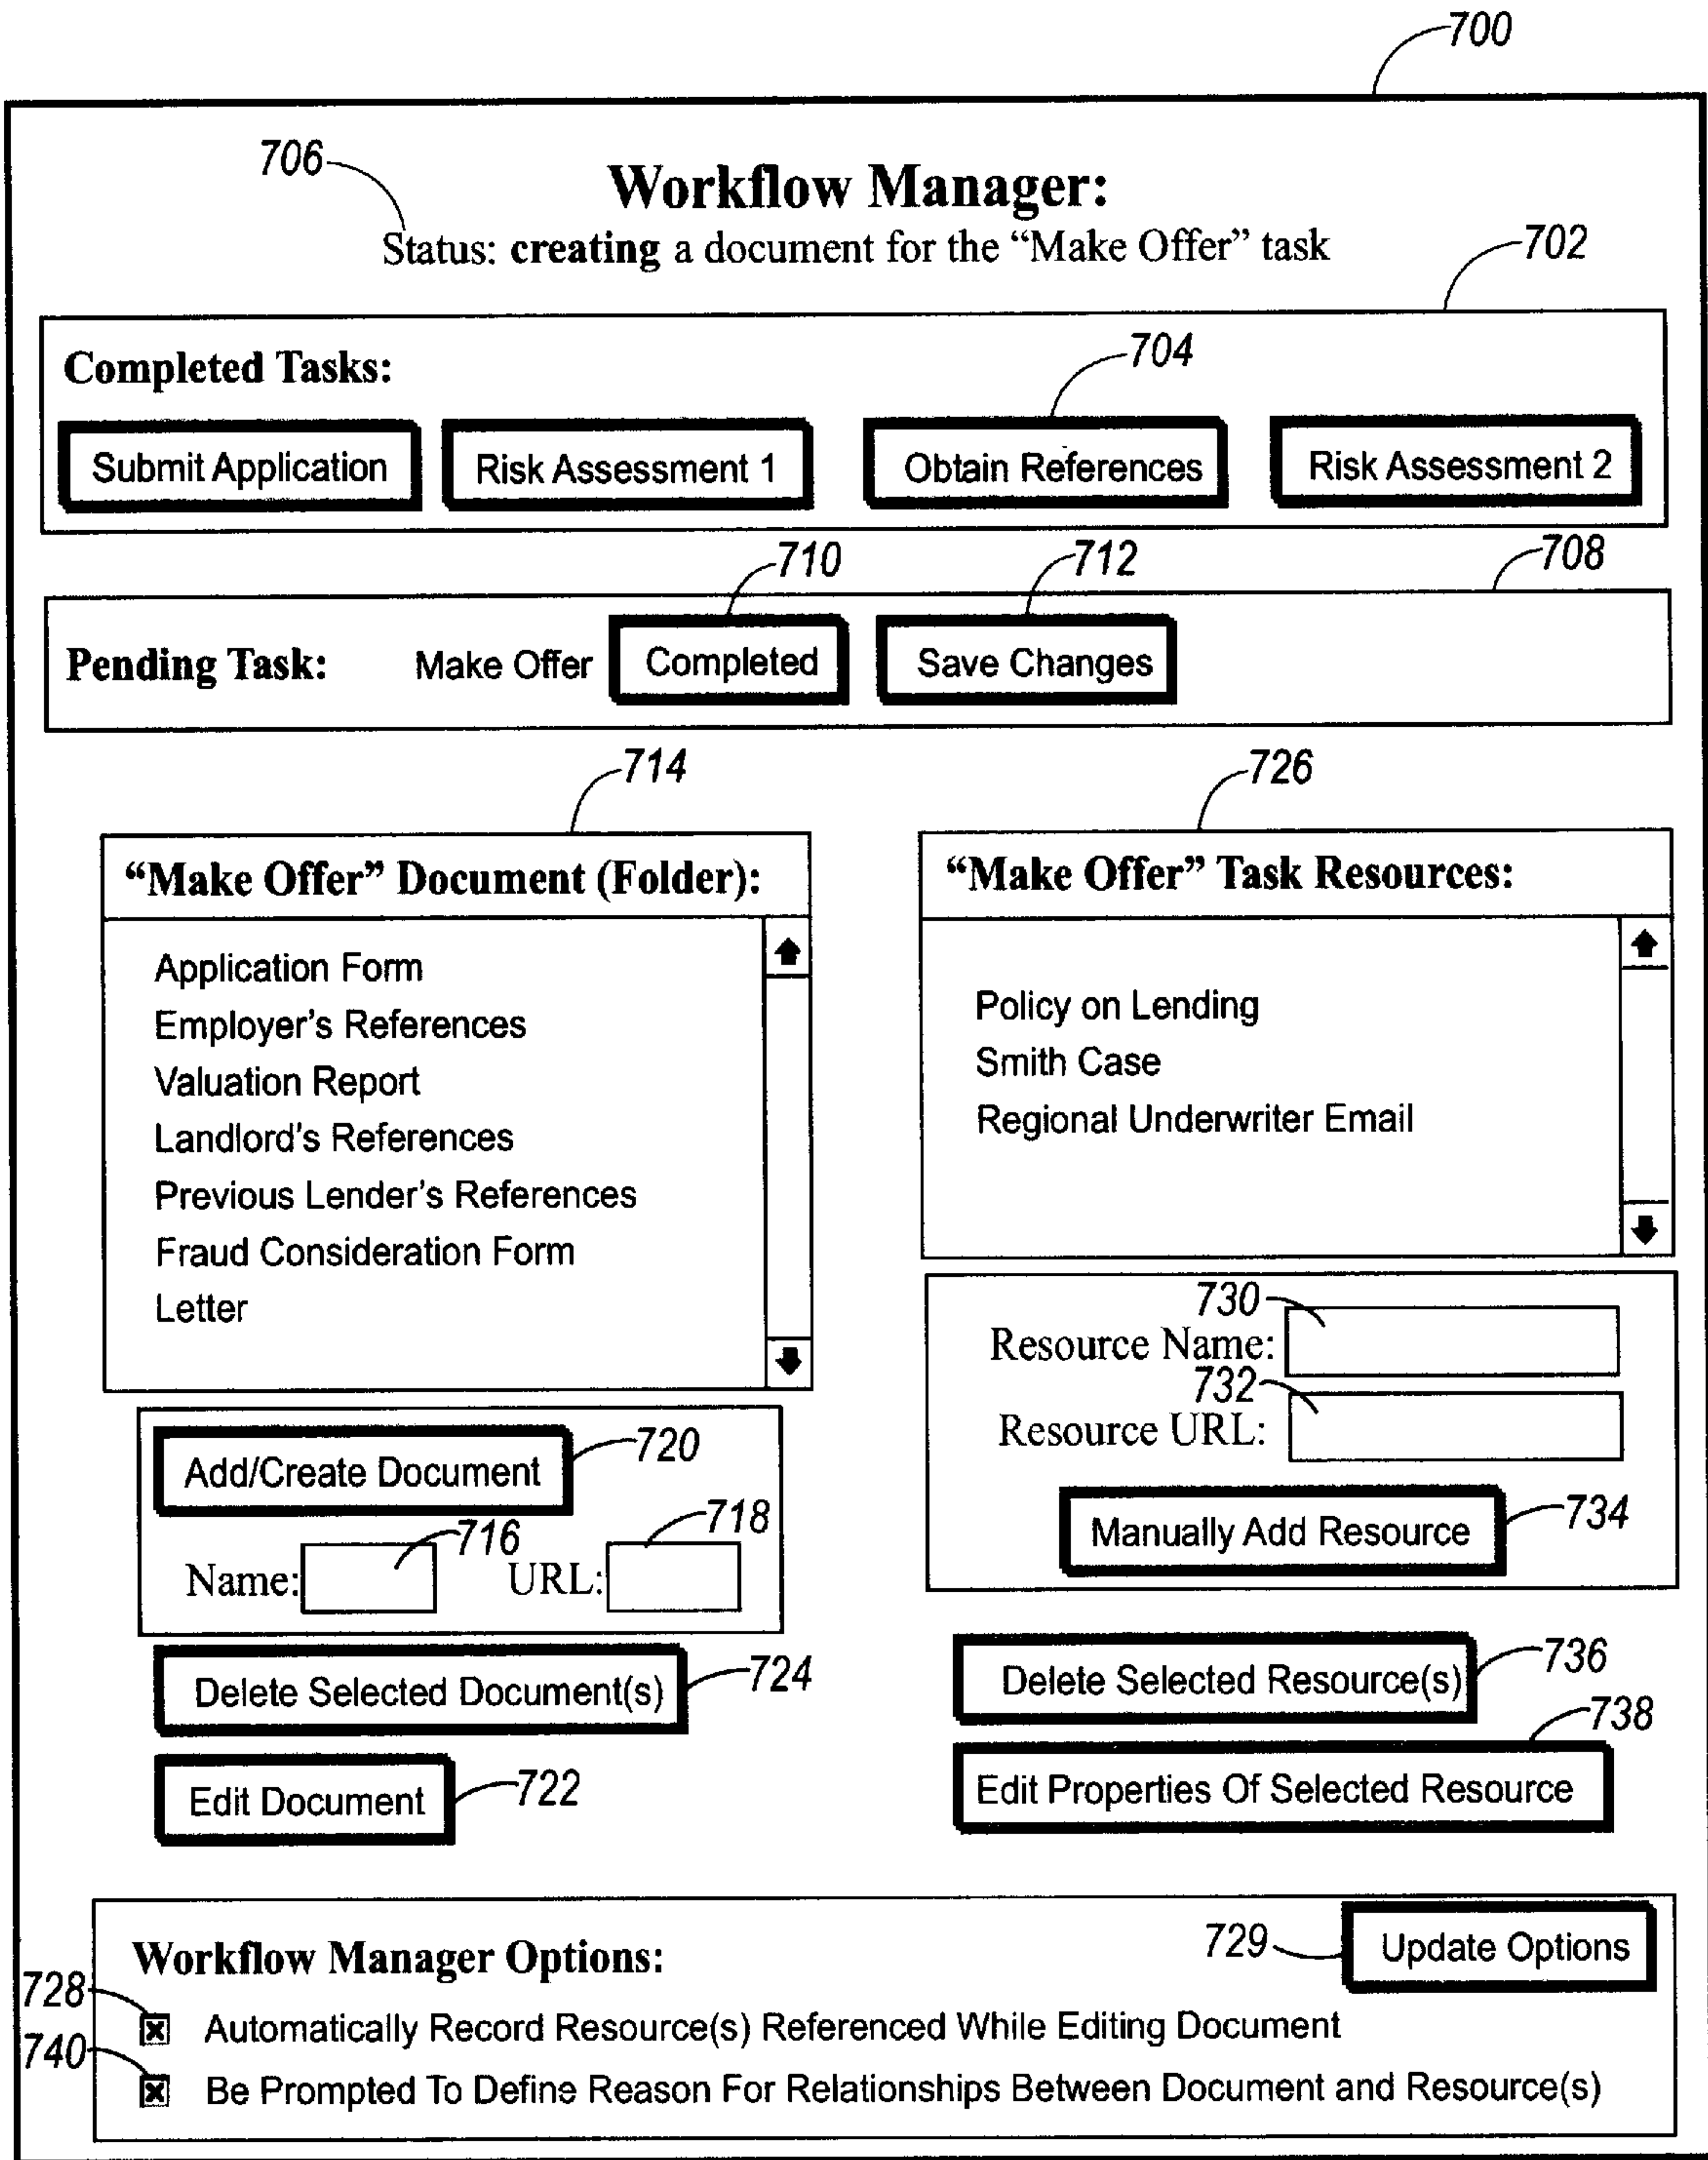 700
706
Workflow Manager:
Status: creating a document for the “Make Offer” task
702
Completed Tasks:
704
Submit Application Risk Assessment 1 Obtain References Risk Assessment 2
710 712 708
Pending Task: Make Offer Completed Save Changes
714
“Make Offer” Document (Folder):
Application Form
Employer's References
Valuation Report
Landlord's References
Previous Lender's References
Fraud Consideration Form
Letter
Add/Create Document 720
716 718
Name: URL:
Delete Selected Document(s) 724
Edit Document 722
726
“Make Offer” Task Resources:
Policy on Lending
Smith Case
Regional Underwriter Email
730
Resource Name:
732
Resource URL:
Manually Add Resource 734
Delete Selected Resource(s) 736
738
Edit Properties Of Selected Resource
Workflow Manager Options: 729 Update Options
728
Automatically Record Resource(s) Referenced While Editing Document
740
Be Prompted To Define Reason For Relationships Between Document and Resource(s)